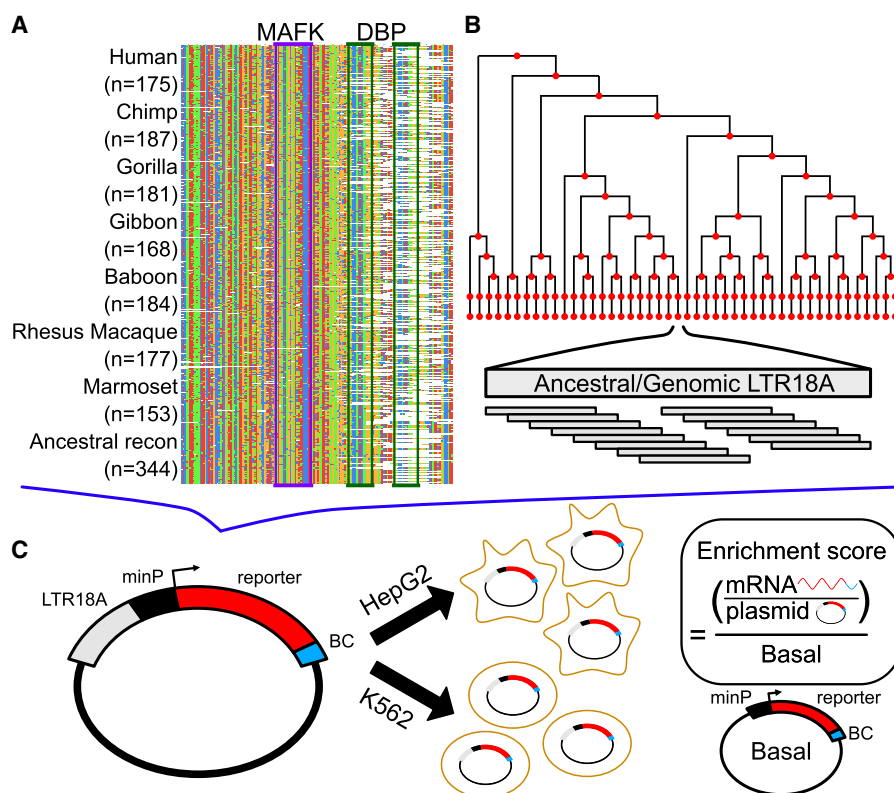 A
MAFK
DBP
Human
(n=175)
Chimp
(n=187)
Gorilla
(n=181)
Gibbon
(n=168)
Baboon
(n=184)
Rhesus Macaque
(n=177)
Marmoset
(n=153)
Ancestral recon
(n=344)
B
Ancestral/Genomic LTR18A
C
LTR18A
minP
reporter
BC
HepG2
K562
Enrichment score
= (mRNA
plasmid)
Basal
minP
reporter
BC
Basal